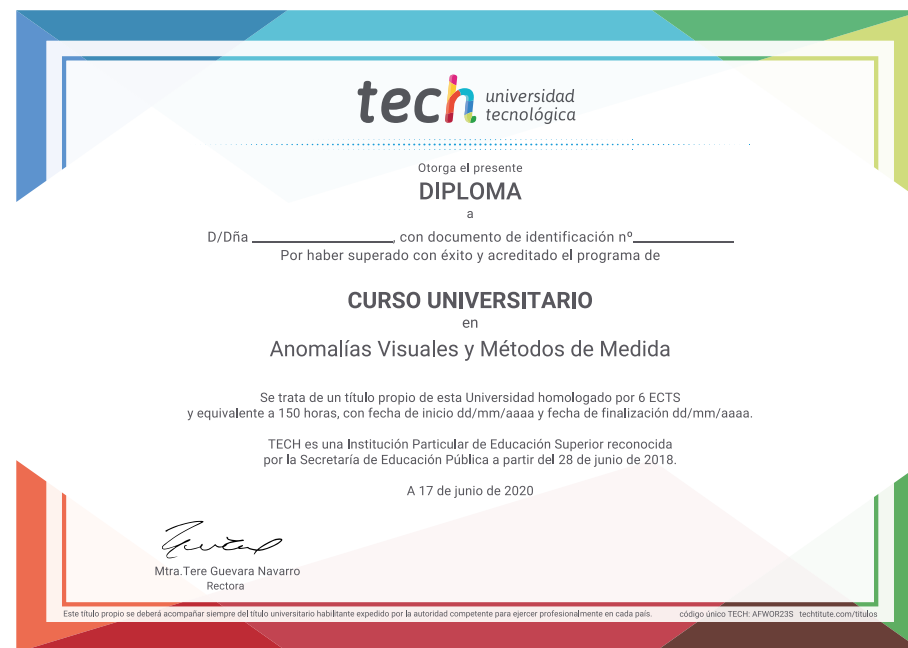 tech universidad
tecnológica
Otorga el presente
DIPLOMA
a
D/Dña ____________________, con documento de identificación nº______________
Por haber superado con éxito y acreditado el programa de
CURSO UNIVERSITARIO
en
Anomalías Visuales y Métodos de Medida
Se trata de un título propio de esta Universidad homologado por 6 ECTS
y equivalente a 150 horas, con fecha de inicio dd/mm/aaaa y fecha de finalización dd/mm/aaaa.
TECH es una Institución Particular de Educación Superior reconocida
por la Secretaría de Educación Pública a partir del 28 de junio de 2018.
A 17 de junio de 2020
Mtra.Tere Guevara Navarro
Rectora
Este título propio se deberá acompañar siempre del título universitario habilitante expedido por la autoridad competente para ejercer profesionalmente en cada país. código único TECH: AFWOR23S techtitute.com/títulos